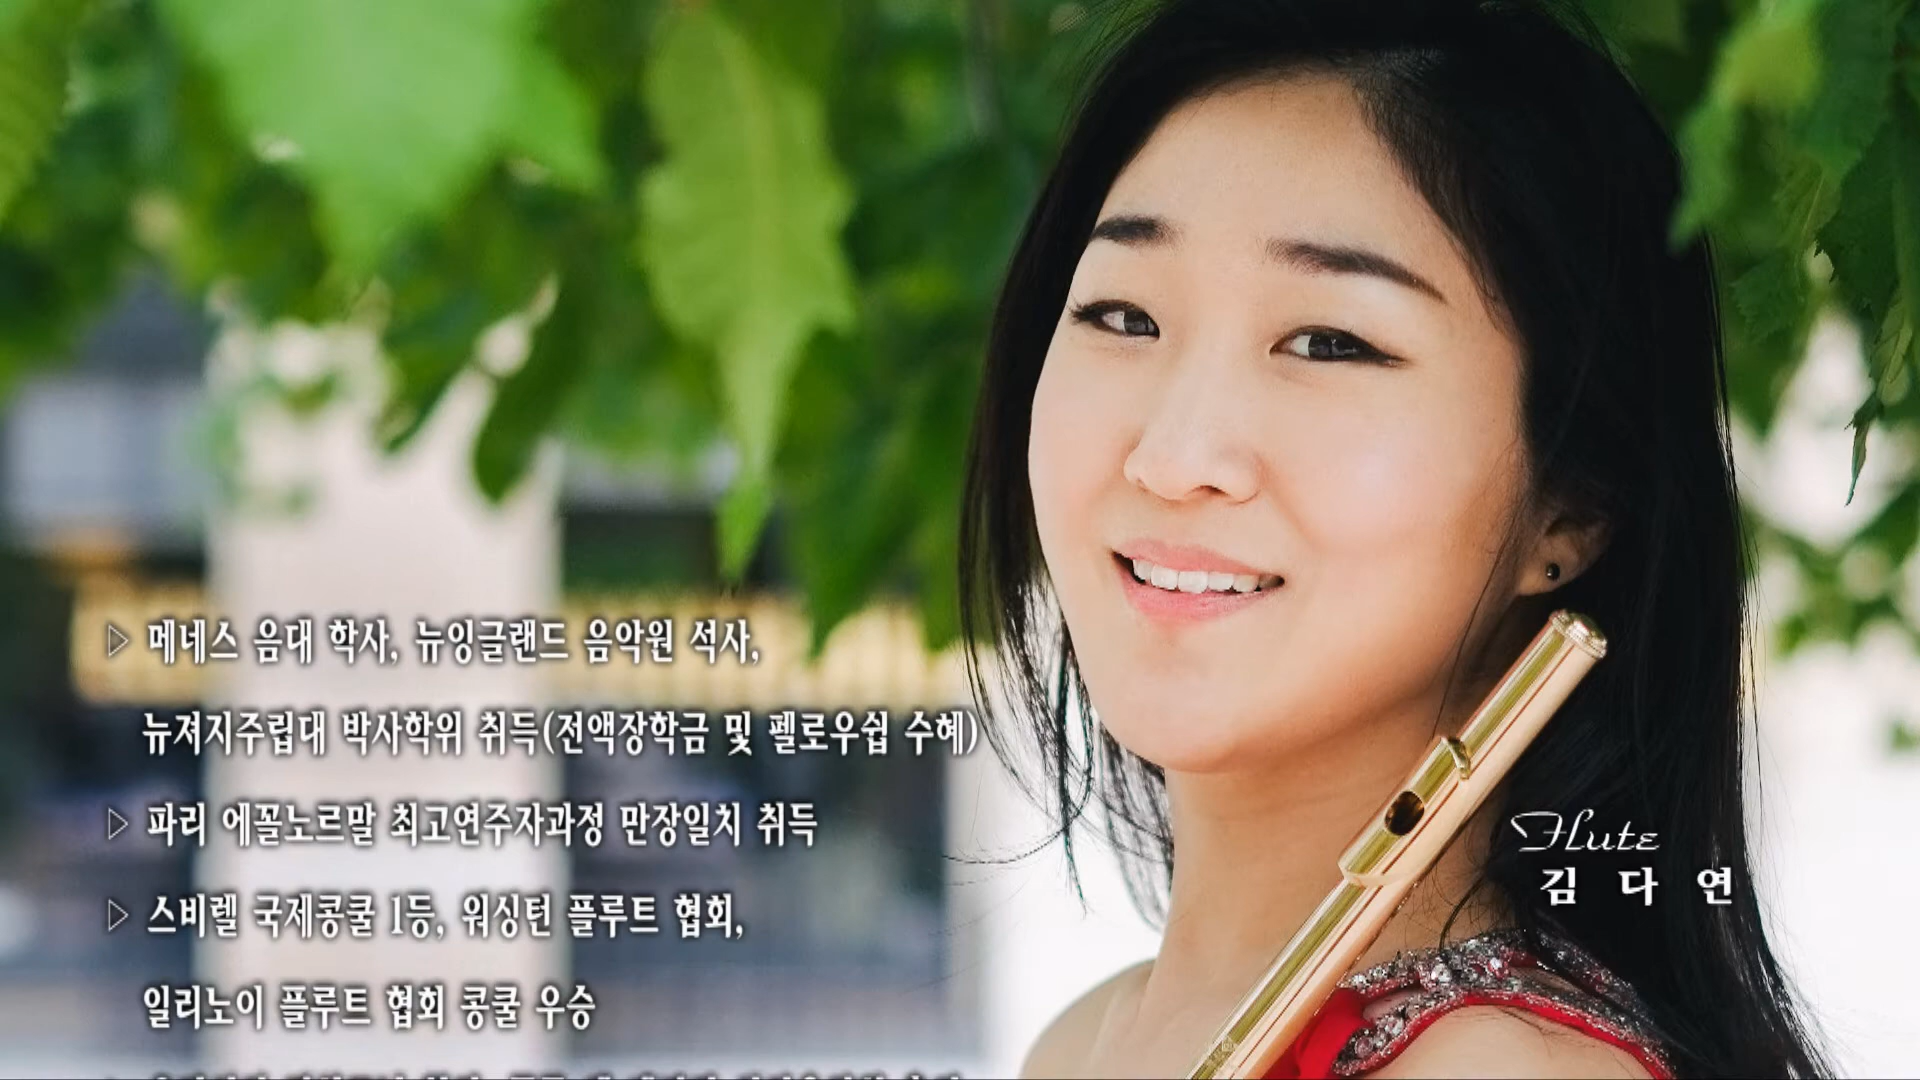 ▷ 메네스 음대 학사, 뉴잉글랜드 음악원 석사,
뉴져지주립대 박사학위 취득(전액장학금 및 펠로우쉽 수혜)
▷ 파리 에꼴노르말 최고연주자과정 만장일치 취득
▷ 스비렐 국제콩쿨 1등, 워싱턴 플루트 협회,
일리노이 플루트 협회 콩쿨 우승
Flute
김 다 연